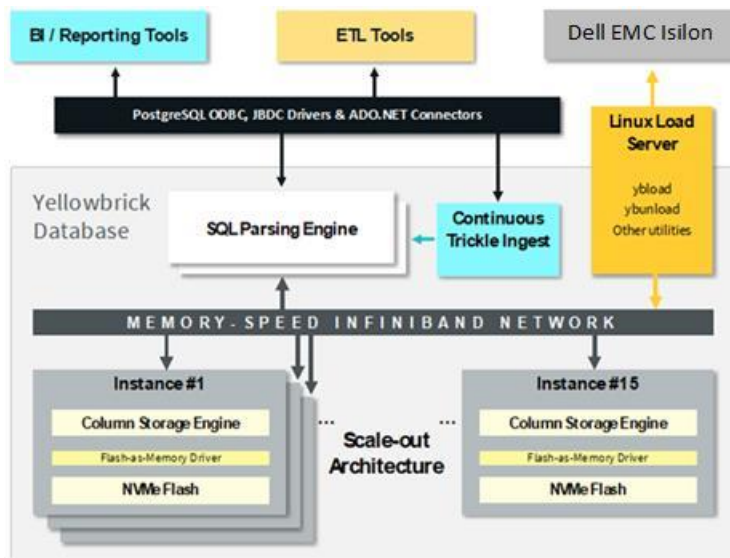 BI / Reporting Tools
ETL Tools
Dell EMC Isilon
PostgreSQL ODBC, JBDC Drivers & ADO.NET Connectors
Linux Load
Server
ybload
ybunload
Other utilities
Yellowbrick
Database
SQL Parsing Engine
Continuous
Trickle Ingest
MEMORY-SPEED INFINIBAND NETWORK
Instance #1
Column Storage Engine
Flash-as-Memory Driver
NVMe Flash
...
Scale-out
Architecture
...
Instance #15
Column Storage Engine
Flash-as-Memory Driver
NVMe Flash